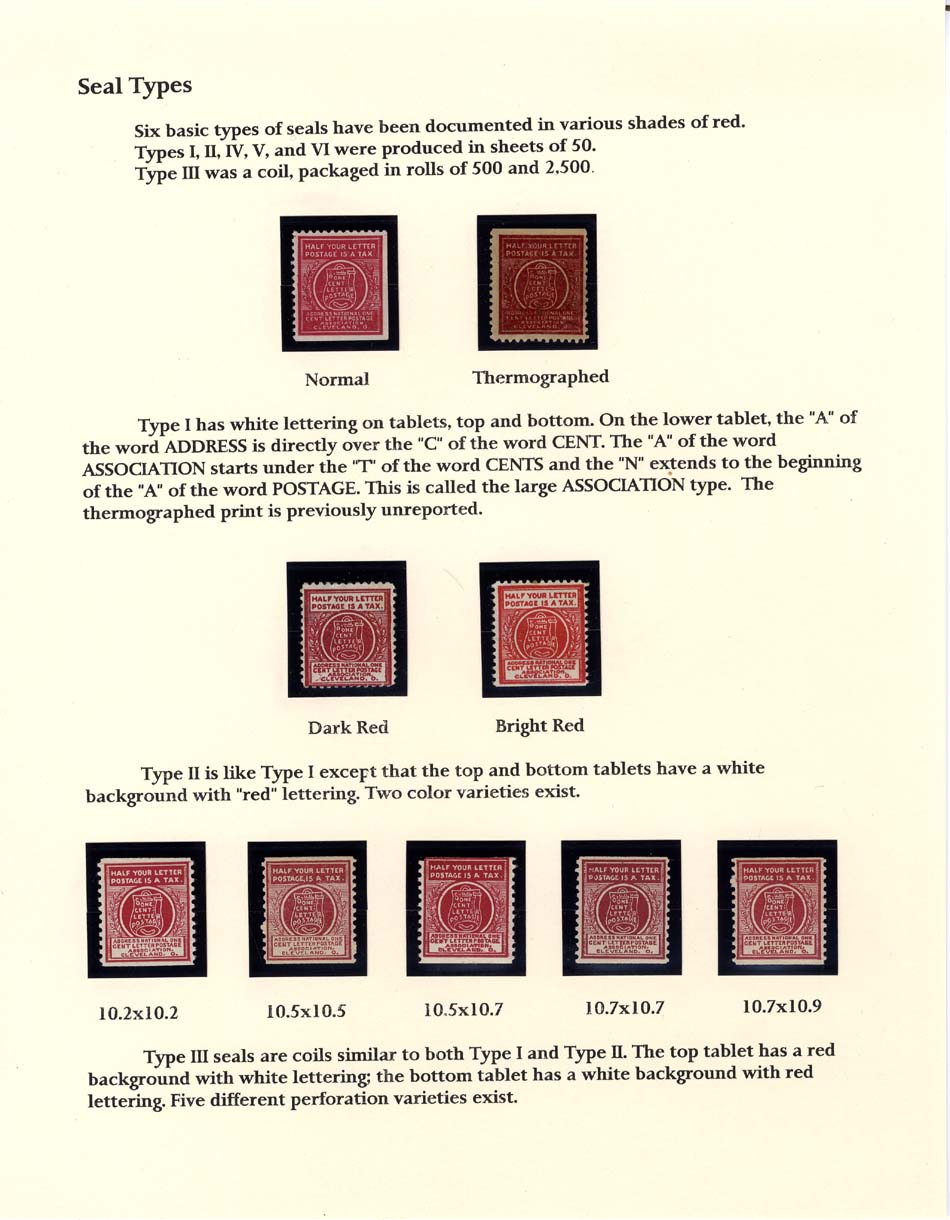 Seal Types
Six basic types of seals have been documented in various shades of red.
Types I, II, IV, V, and VI were produced in sheets of 50.
Type III was a coil, packaged in rolls of 500 and 2,500.
HALF YOUR LETTER
POSTAGE IS A TAX
ONE
CENT
LETTER
POSTAGE
ADDRESS NATIONAL ONE
CENT LETTER POSTAGE
ASSOCIATION
CLEVELAND, O.
HALF YOUR LETTER
POSTAGE IS A TAX
ONE
CENT
LETTER
POSTAGE
ADDRESS NATIONAL ONE
CENT LETTER POSTAGE
ASSOCIATION
CLEVELAND, O.
Normal
Thermographed
Type I has white lettering on tablets, top and bottom. On the lower tablet, the "A" of
the word ADDRESS is directly over the "C" of the word CENT. The "A" of the word
ASSOCIATION starts under the "T" of the word CENTS and the "N" extends to the beginning
of the "A" of the word POSTAGE. This is called the large ASSOCIATION type. The
thermographed print is previously unreported.
HALF YOUR LETTER
POSTAGE IS A TAX.
ONE
CENT
LETTER
POSTAGE
ADDRESS NATIONAL ONE
CENT LETTER POSTAGE
ASSOCIATION
CLEVELAND, O.
HALF YOUR LETTER
POSTAGE IS A TAX.
ONE
CENT
LETTER
POSTAGE
ADDRESS NATIONAL ONE
CENT LETTER POSTAGE
ASSOCIATION
CLEVELAND, O.
Dark Red
Bright Red
Type II is like Type I except that the top and bottom tablets have a white
background with "red" lettering. Two color varieties exist.
HALF YOUR LETTER
POSTAGE IS A TAX.
ONE
CENT
LETTER
POSTAGE
ADDRESS NATIONAL ONE
CENT LETTER POSTAGE
ASSOCIATION,
CLEVELAND, O.
HALF YOUR LETTER
POSTAGE IS A TAX.
ONE
CENT
LETTER
POSTAGE
ADDRESS NATIONAL ONE
CENT LETTER POSTAGE
ASSOCIATION,
CLEVELAND, O.
HALF YOUR LETTER
POSTAGE IS A TAX.
ONE
CENT
LETTER
POSTAGE
ADDRESS NATIONAL ONE
CENT LETTER POSTAGE
ASSOCIATION,
CLEVELAND, O.
HALF YOUR LETTER
POSTAGE IS A TAX.
ONE
CENT
LETTER
POSTAGE
ADDRESS NATIONAL ONE
CENT LETTER POSTAGE
ASSOCIATION,
CLEVELAND, O.
HALF YOUR LETTER
POSTAGE IS A TAX.
ONE
CENT
LETTER
POSTAGE
ADDRESS NATIONAL ONE
CENT LETTER POSTAGE
ASSOCIATION,
CLEVELAND, O.
10.2x10.2
10.5x10.5
10.5x10.7
10.7x10.7
10.7x10.9
Type III seals are coils similar to both Type I and Type II. The top tablet has a red
background with white lettering; the bottom tablet has a white background with red
lettering. Five different perforation varieties exist.